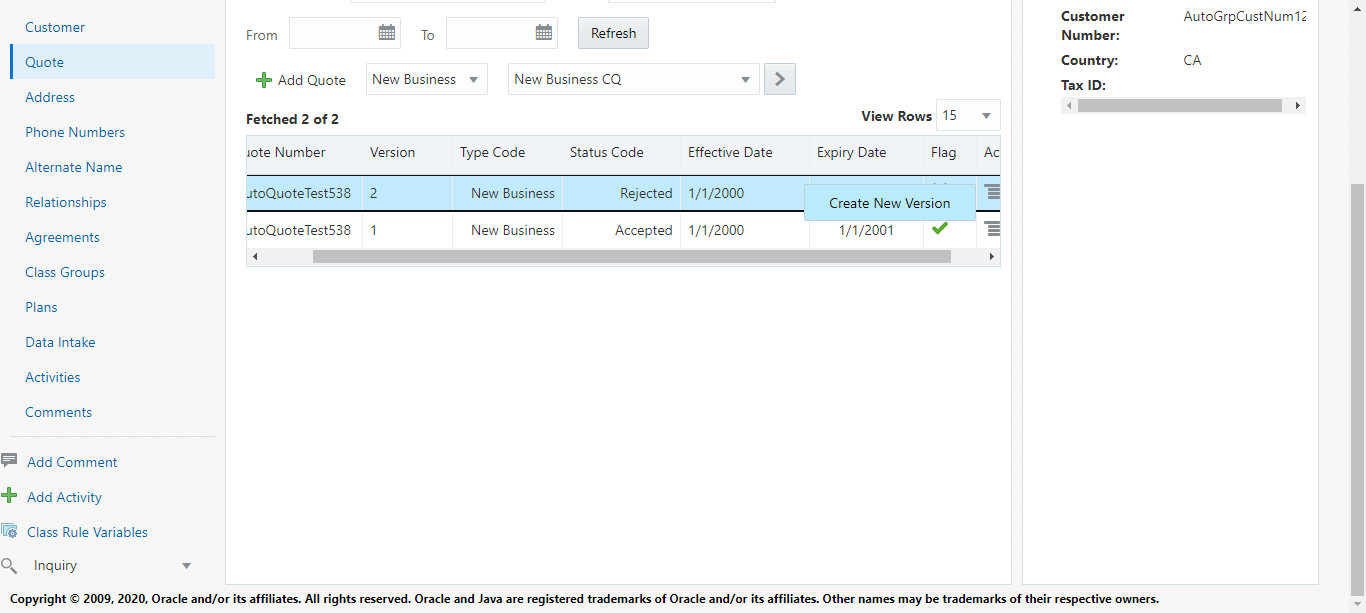 Customer
Quote
Address
Phone Numbers
Alternate Name
Relationships
Agreements
Class Groups
Plans
Data Intake
Activities
Comments
Add Comment
Add Activity
Class Rule Variables
Inquiry
From To Refresh
Add Quote New Business New Business CQ
Fetched 2 of 2 View Rows 15
uote Number Version Type Code Status Code Effective Date Expiry Date Flag Ac
utoQuoteTest538 2 New Business Rejected 1/1/2000
Create New Version
utoQuoteTest538 1 New Business Accepted 1/1/2000 1/1/2001
Customer Number: AutoGrpCustNum12
Country: CA
Tax ID:
Copyright © 2009, 2020, Oracle and/or its affiliates. All rights reserved. Oracle and Java are registered trademarks of Oracle and/or its affiliates. Other names may be trademarks of their respective owners.